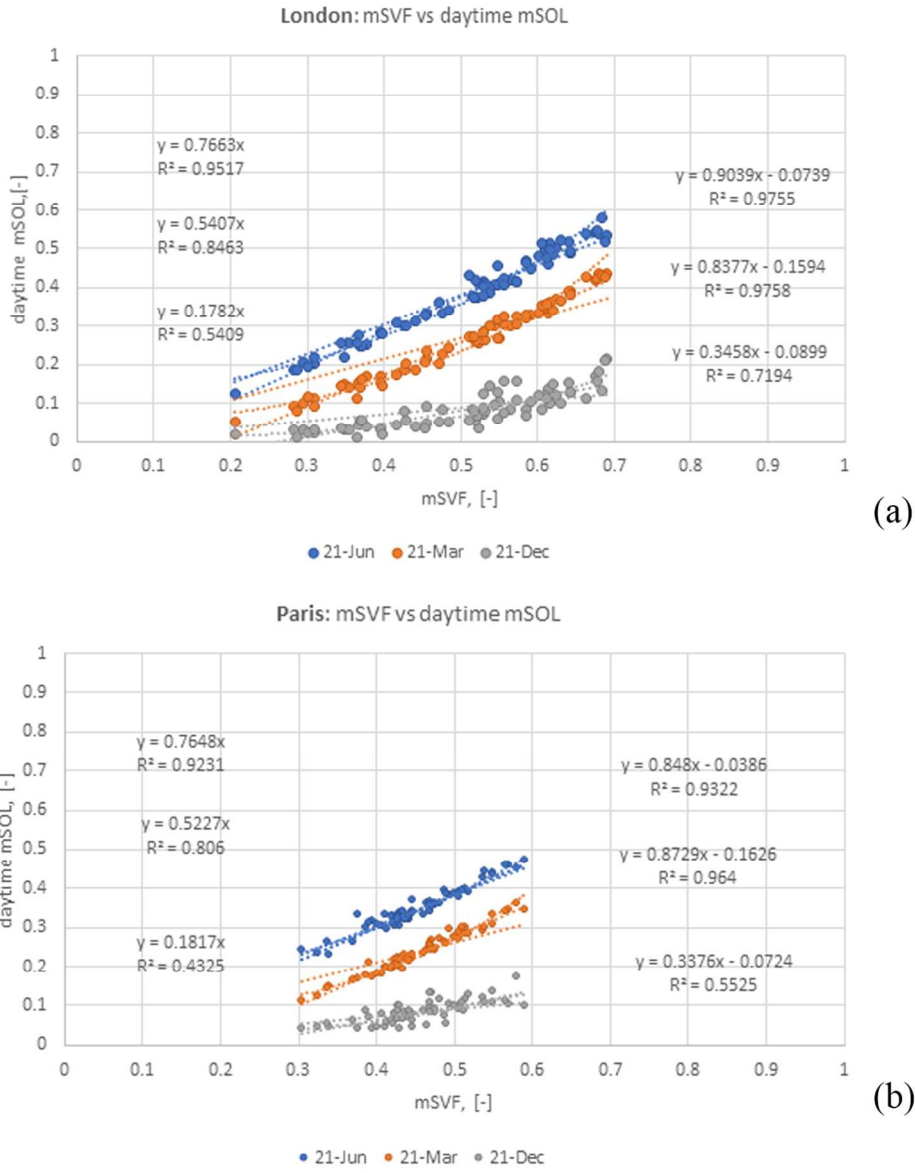 London: mSVF vs daytime mSOL
1
0.9
0.8
0.7
0.6
0.5
0.4
0.3
0.2
0.1
0
daytime mSOL,[-]
y = 0.7663x
R² = 0.9517
y = 0.5407x
R² = 0.8463
y = 0.1782x
R² = 0.5409
y = 0.9039x - 0.0739
R² = 0.9755
y = 0.8377x - 0.1594
R² = 0.9758
y = 0.3458x - 0.0899
R² = 0.7194
0 0.1 0.2 0.3 0.4 0.5 0.6 0.7 0.8 0.9 1
mSVF, [-]
(a)
21-Jun 21-Mar 21-Dec
Paris: mSVF vs daytime mSOL
1
0.9
0.8
0.7
0.6
0.5
0.4
0.3
0.2
0.1
0
daytime mSOL, [-]
y = 0.7648x
R² = 0.9231
y = 0.5227x
R² = 0.806
y = 0.1817x
R² = 0.4325
y = 0.848x - 0.0386
R² = 0.9322
y = 0.8729x - 0.1626
R² = 0.964
y = 0.3376x - 0.0724
R² = 0.5525
0 0.1 0.2 0.3 0.4 0.5 0.6 0.7 0.8 0.9 1
mSVF, [-]
(b)
21-Jun 21-Mar 21-Dec